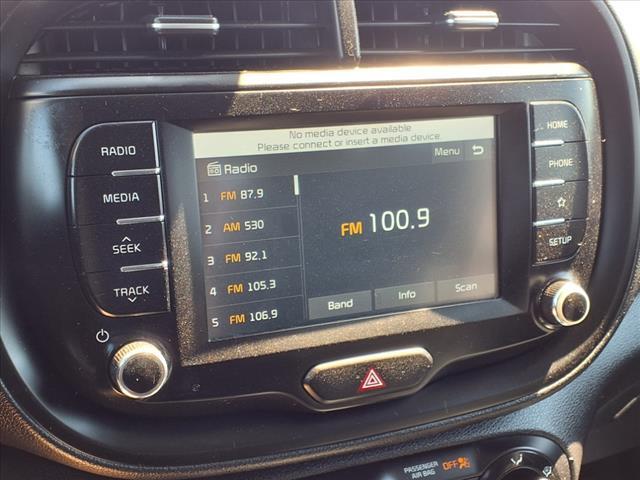 No media device available
Please connect or insert a media device.
Radio
Menu
1 FM 87.9
2 AM 530
3 FM 92.1
4 FM 105.3
5 FM 106.9
FM 100.9
Band Info Scan
RADIO
MEDIA
SEEK
TRACK
HOME
PHONE
SETUP
PASSENGER
AIR BAG
OFF